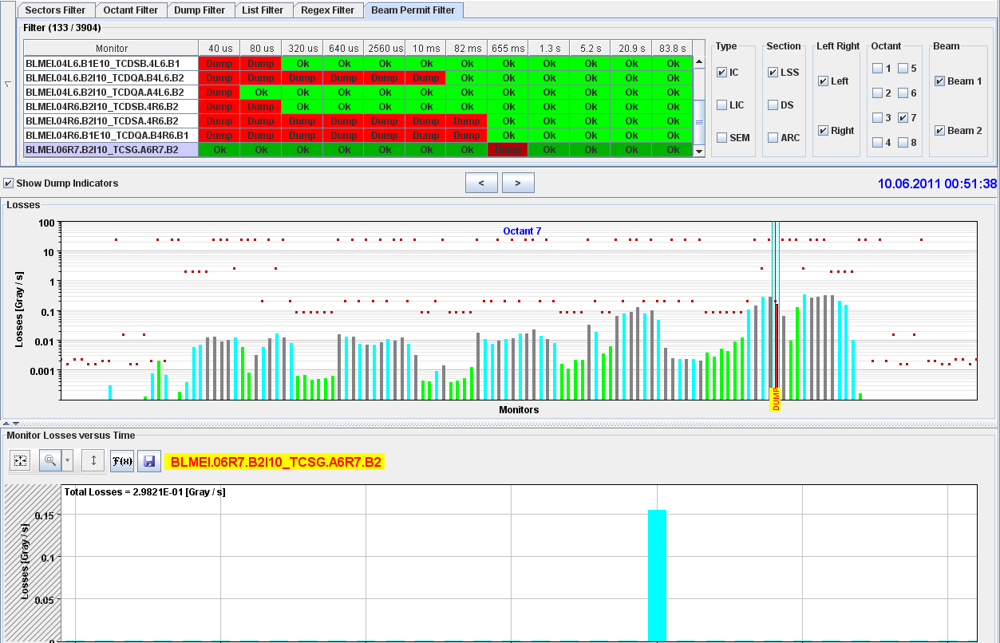 Sectors Filter Octant Filter Dump Filter List Filter Regex Filter Beam Permit Filter
Filter (133 / 3904)
Monitor 40 us 80 us 320 us 640 us 2560 us 10 ms 82 ms 655 ms 1.3 s 5.2 s 20.9 s 83.8 s
BLMEI.04L6.B1E10_TCDSB.4L6.B1 Dump Dump Ok Ok Ok Ok Ok Ok Ok Ok Ok Ok
BLMEI.04L6.B2I10_TCDQA.B4L6.B2 Dump Dump Dump Dump Dump Dump Ok Ok Ok Ok Ok Ok
BLMEI.04L6.B2I10_TCDQA.A4L6.B2 Dump Ok Ok Ok Ok Ok Ok Ok Ok Ok Ok Ok
BLMEI.04R6.B2I10_TCDSB.4R6.B2 Dump Dump Ok Ok Ok Ok Ok Ok Ok Ok Ok Ok
BLMEI.04R6.B2I10_TCDSA.4R6.B2 Dump Dump Dump Dump Dump Dump Dump Ok Ok Ok Ok Ok
BLMEI.04R6.B1E10_TCDQA.B4R6.B1 Dump Dump Dump Dump Dump Dump Dump Ok Ok Ok Ok Ok
BLMEI.06R7.B2I10_TCSG.A6R7.B2 Ok Ok Ok Ok Ok Ok Ok Dump Ok Ok Ok Ok
Type
IC
LIC
SEM
Section
LSS
DS
ARC
Left Right
Left
Right
Octant
1 5
2 6
3 7
4 8
Beam
Beam 1
Beam 2
Show Dump Indicators < > 10.06.2011 00:51:38
Losses
Octant 7
100
10
1
0.1
0.01
0.001
Losses [Gray / s]
DUMP
Monitors
Monitor Losses versus Time
f(x) BLMEI.06R7.B2I10_TCSG.A6R7.B2
Total Losses = 2.9821E-01 [Gray / s]
0.15
0.1
0.05
0
Losses [Gray / s]